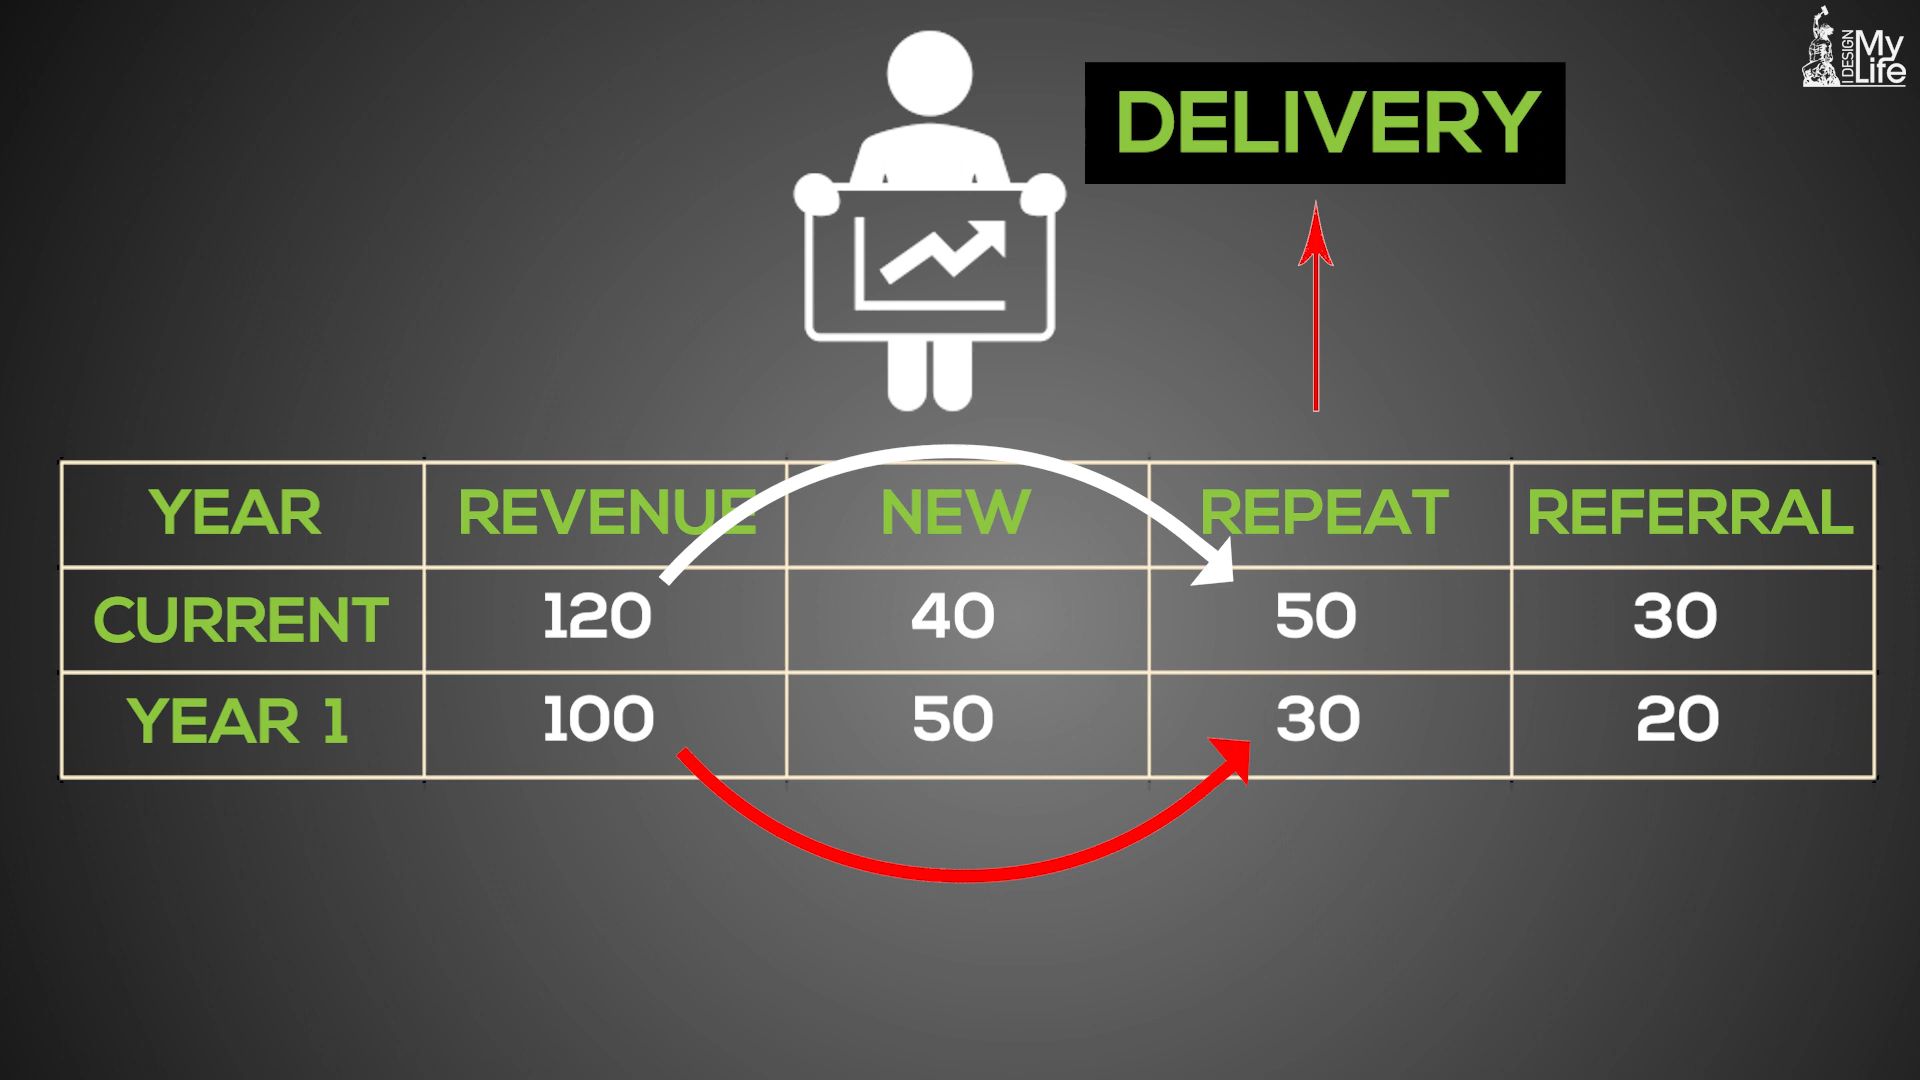 I DESIGN
My
Life
DELIVERY
YEAR REVENUE NEW REPEAT REFERRAL
CURRENT 120 40 50 30
YEAR 1 100 50 30 20